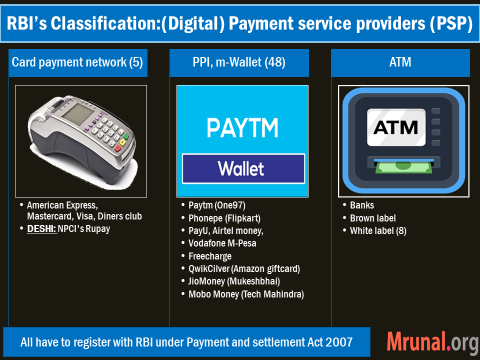 RBI's Classification:(Digital) Payment service providers (PSP)
Card payment network (5)
• American Express,
Mastercard, Visa, Diners club
• DESHI: NPCI's Rupay
PPI, m-Wallet (48)
PAYTM
Wallet
• Paytm (One97)
• Phonepe (Flipkart)
• PayU, Airtel money,
• Vodafone M-Pesa
• Freecharge
• QwikCilver (Amazon giftcard)
• JioMoney (Mukeshbhai)
• Mobo Money (Tech Mahindra)
ATM
ATM
• Banks
• Brown label
• White label (8)
All have to register with RBI under Payment and settlement Act 2007
Mrunal.org